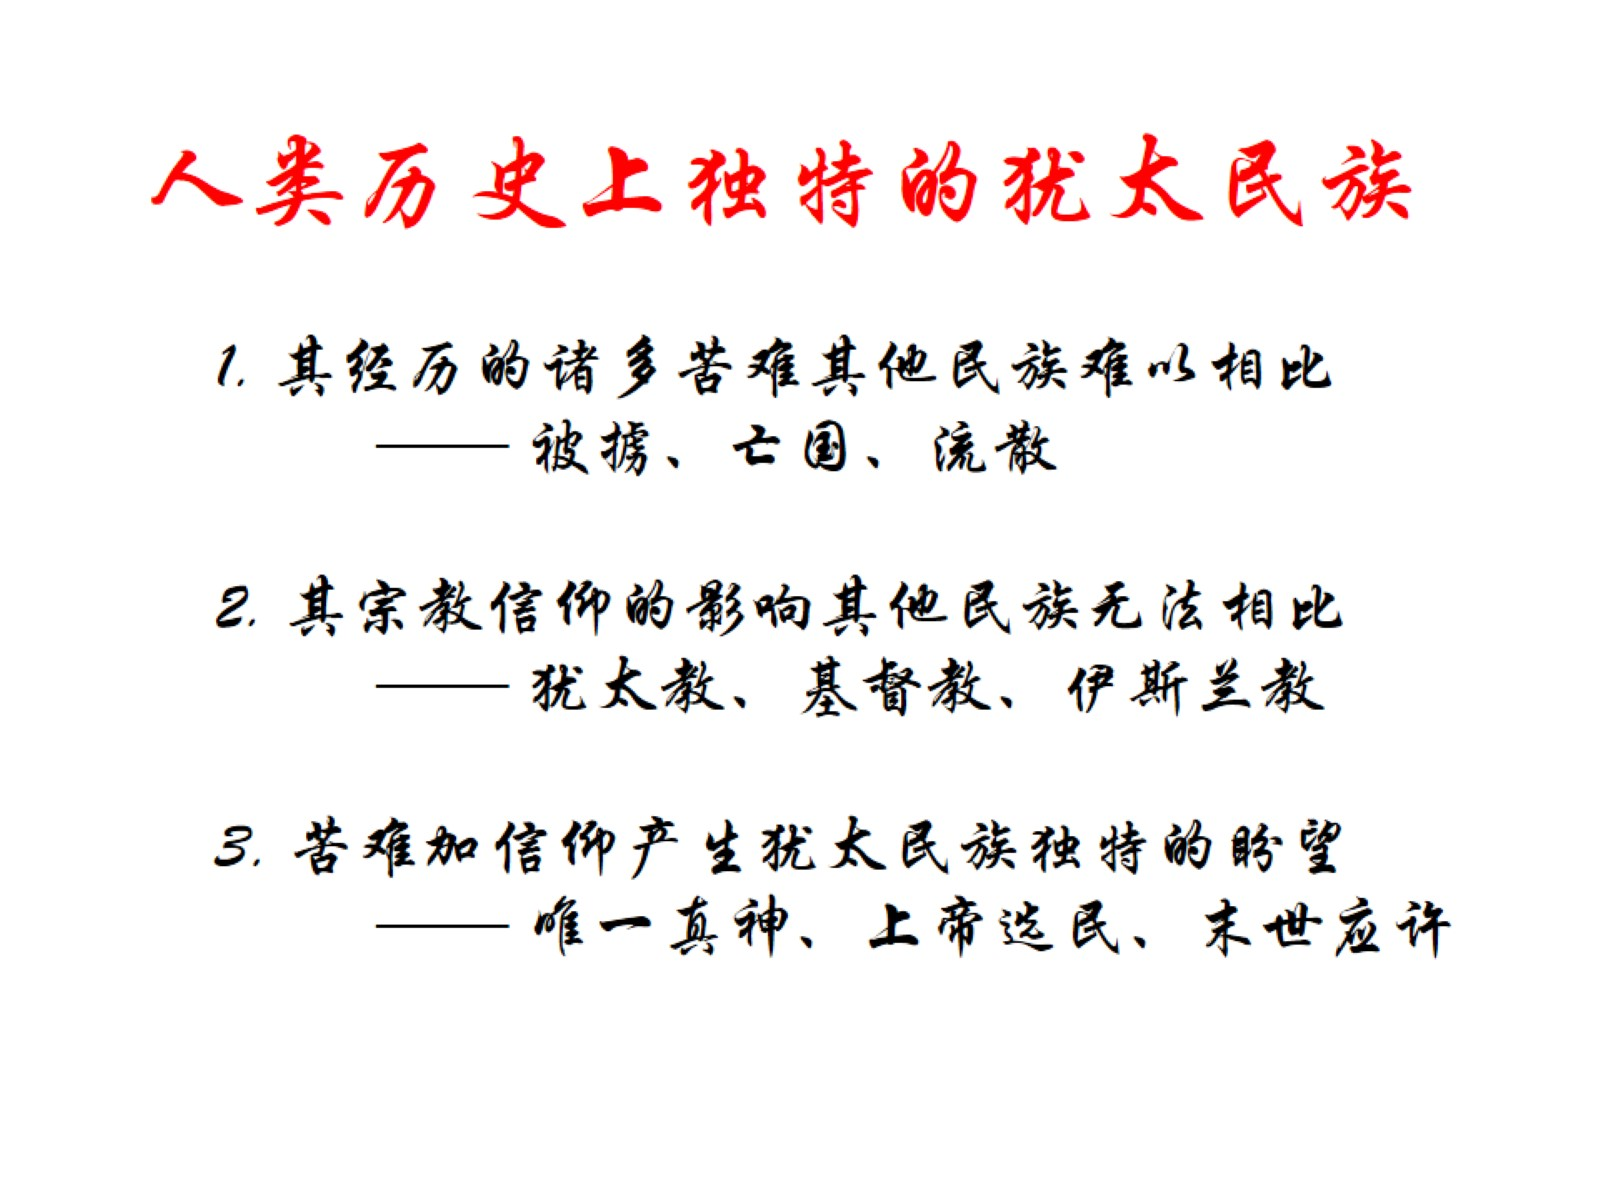 人类历史上独特的犹太民族
1. 其经历的诸多苦难其他民族难以相比
—— 被掳、亡国、流散
2. 其宗教信仰的影响其他民族无法相比
—— 犹太教、基督教、伊斯兰教
3. 苦难加信仰产生犹太民族独特的盼望
—— 唯一真神、上帝选民、末世应许